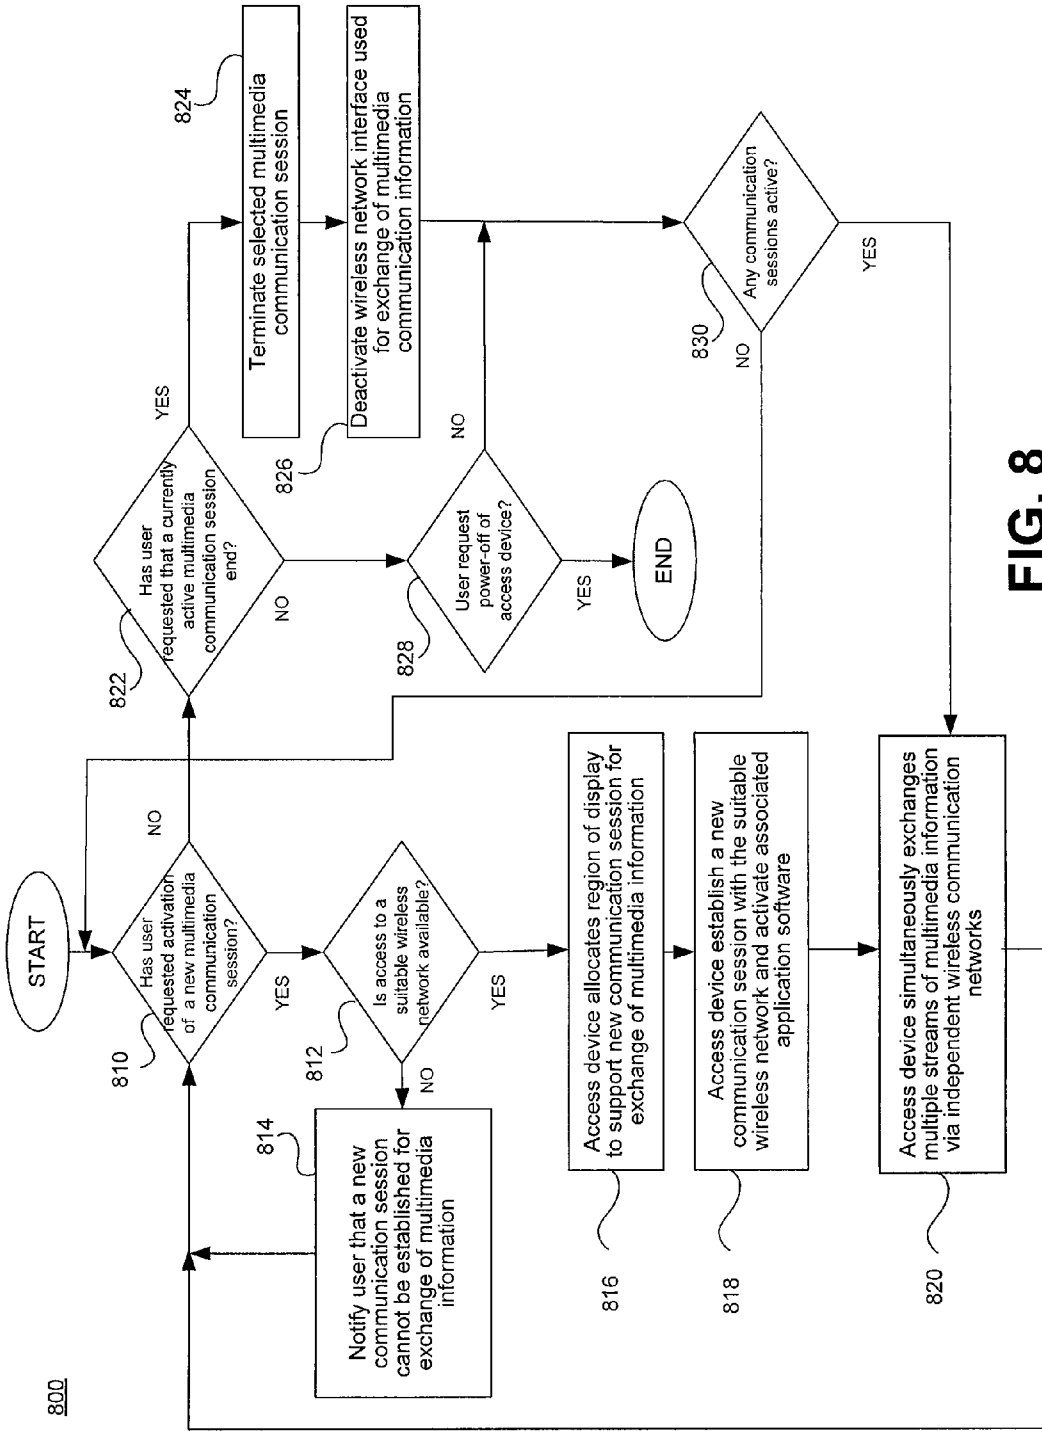 800
START
810
Has user
requested activation
of a new multimedia
communication
session?
NO
YES
812
Is access to a
suitable wireless
network available?
NO
YES
814
Notify user that a new
communication session
cannot be established for
exchange of multimedia
information
816
Access device allocates region of display
to support new communication session for
exchange of multimedia information
818
Access device establish a new
communication session with the suitable
wireless network and activate associated
application software
820
Access device simultaneously exchanges
multiple streams of multimedia information
via independent wireless communication
networks
822
Has user
requested that a currently
active multimedia
communication session
end?
YES
NO
824
Terminate selected multimedia
communication session
826
Deactivate wireless network interface used
for exchange of multimedia
communication information
828
User request
power-off of
access device?
NO
YES
END
830
Any communication
sessions active?
NO
YES
FIG. 8